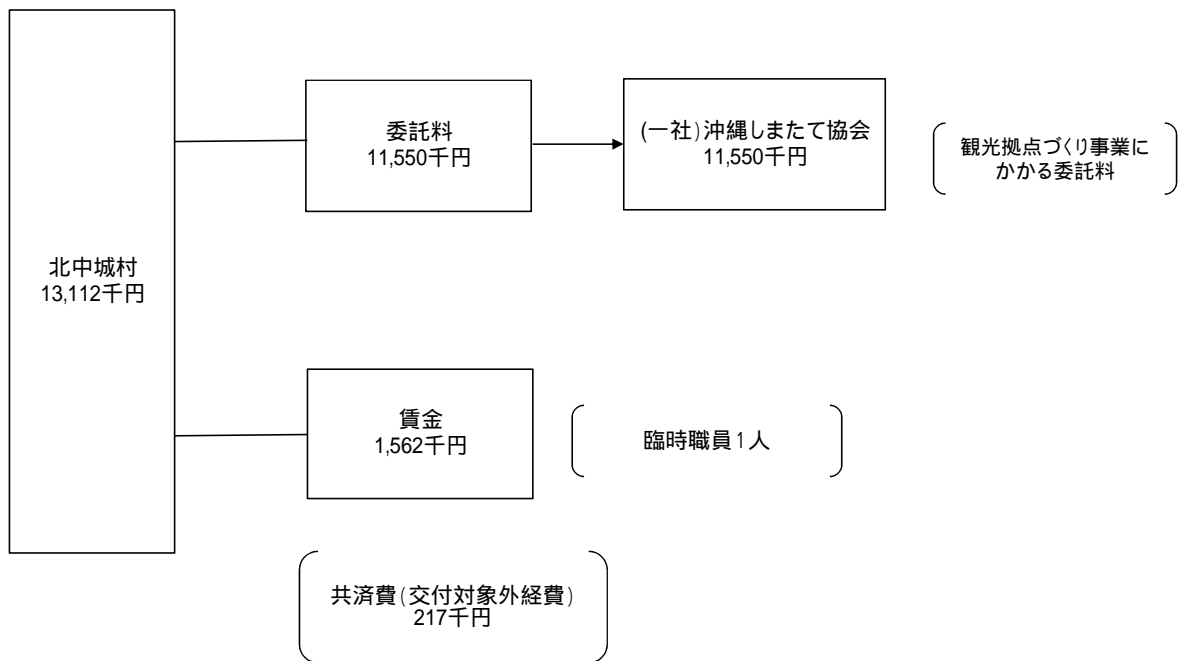 委託料
11,550千円
(一社)沖縄しまたて協会
11,550千円
観光拠点づくり事業に
かかる委託料
北中城村
13,112千円
賃金
1,562千円
臨時職員1人
共済費(交付対象外経費)
217千円